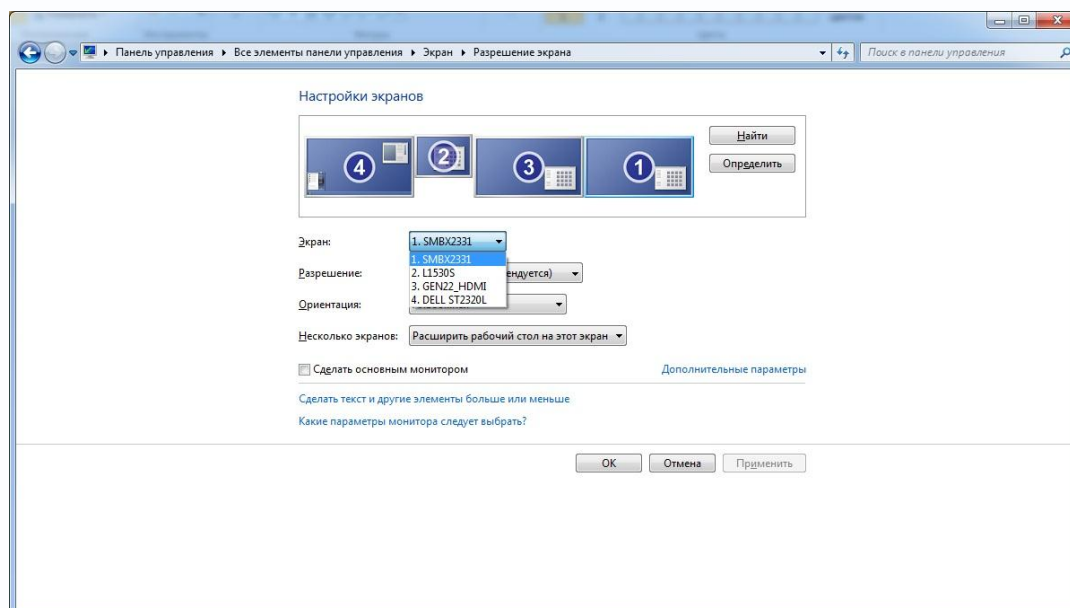 Панель управления ▸ Все элементы панели управления ▸ Экран ▸ Разрешение экрана
Поиск в панели управления
Настройки экранов
4
2
3
1
Найти
Определить
Экран:
1. SMBX2331
1. SMBX2331
2. L1530S
3. GEN22_HDMI
4. DELL ST2320L
Разрешение:
ендуется)
Ориентация:
Несколько экранов:
Расширить рабочий стол на этот экран
Сделать основным монитором
Дополнительные параметры
Сделать текст и другие элементы больше или меньше
Какие параметры монитора следует выбрать?
OK
Отмена
Применить